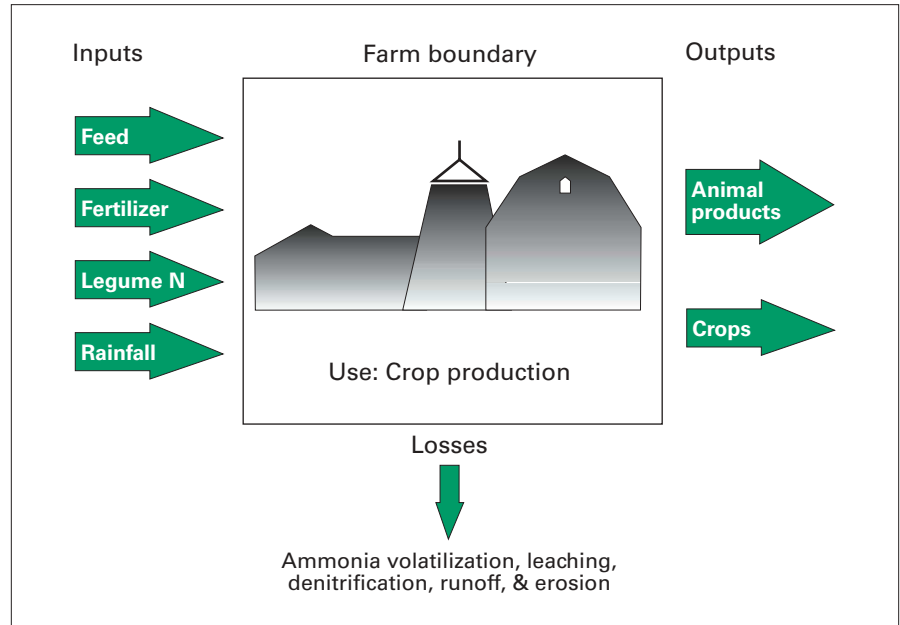 Inputs
Farm boundary
Outputs
Feed
Fertilizer
Legume N
Rainfall
Animal
products
Crops
Use: Crop production
Losses
Ammonia volatilization, leaching,
denitrification, runoff, & erosion